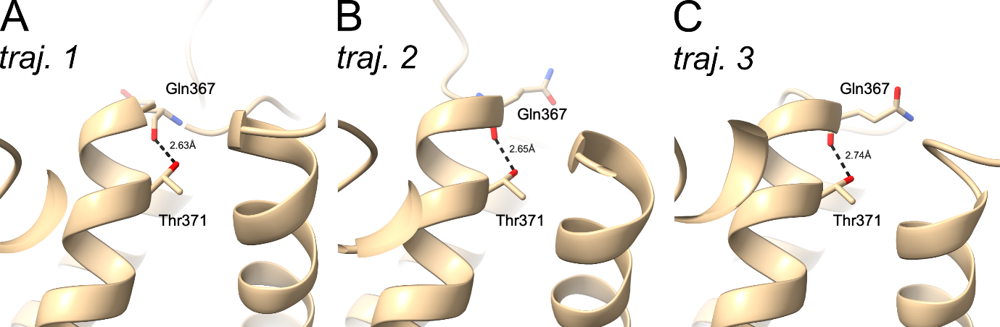 A
traj. 1
Gln367
2.63Å
Thr371
B
traj. 2
Gln367
2.65Å
Thr371
C
traj. 3
Gln367
2.74Å
Thr371